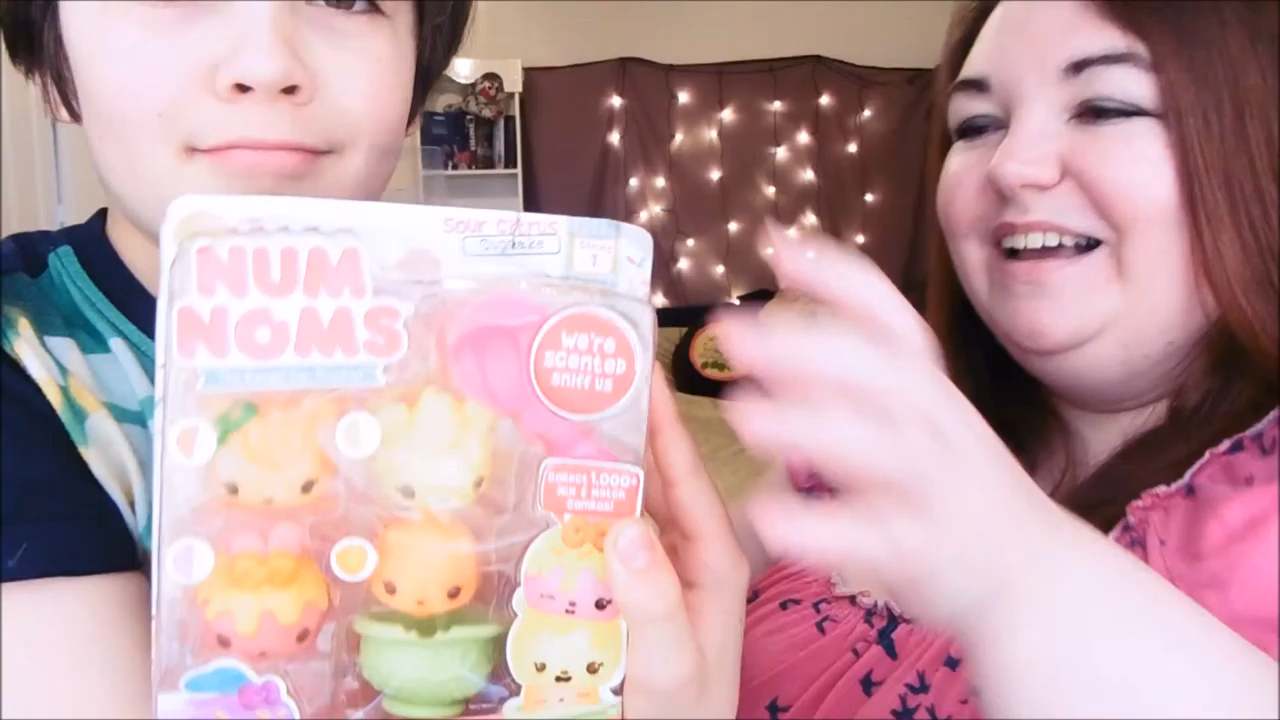 Sour Citrus
Cupcake
SERIES
1
NUM
NOMS
We're
SCENTED
SNIFF US
COLLECT 1,000+
MIX & MATCH
COMBOS!